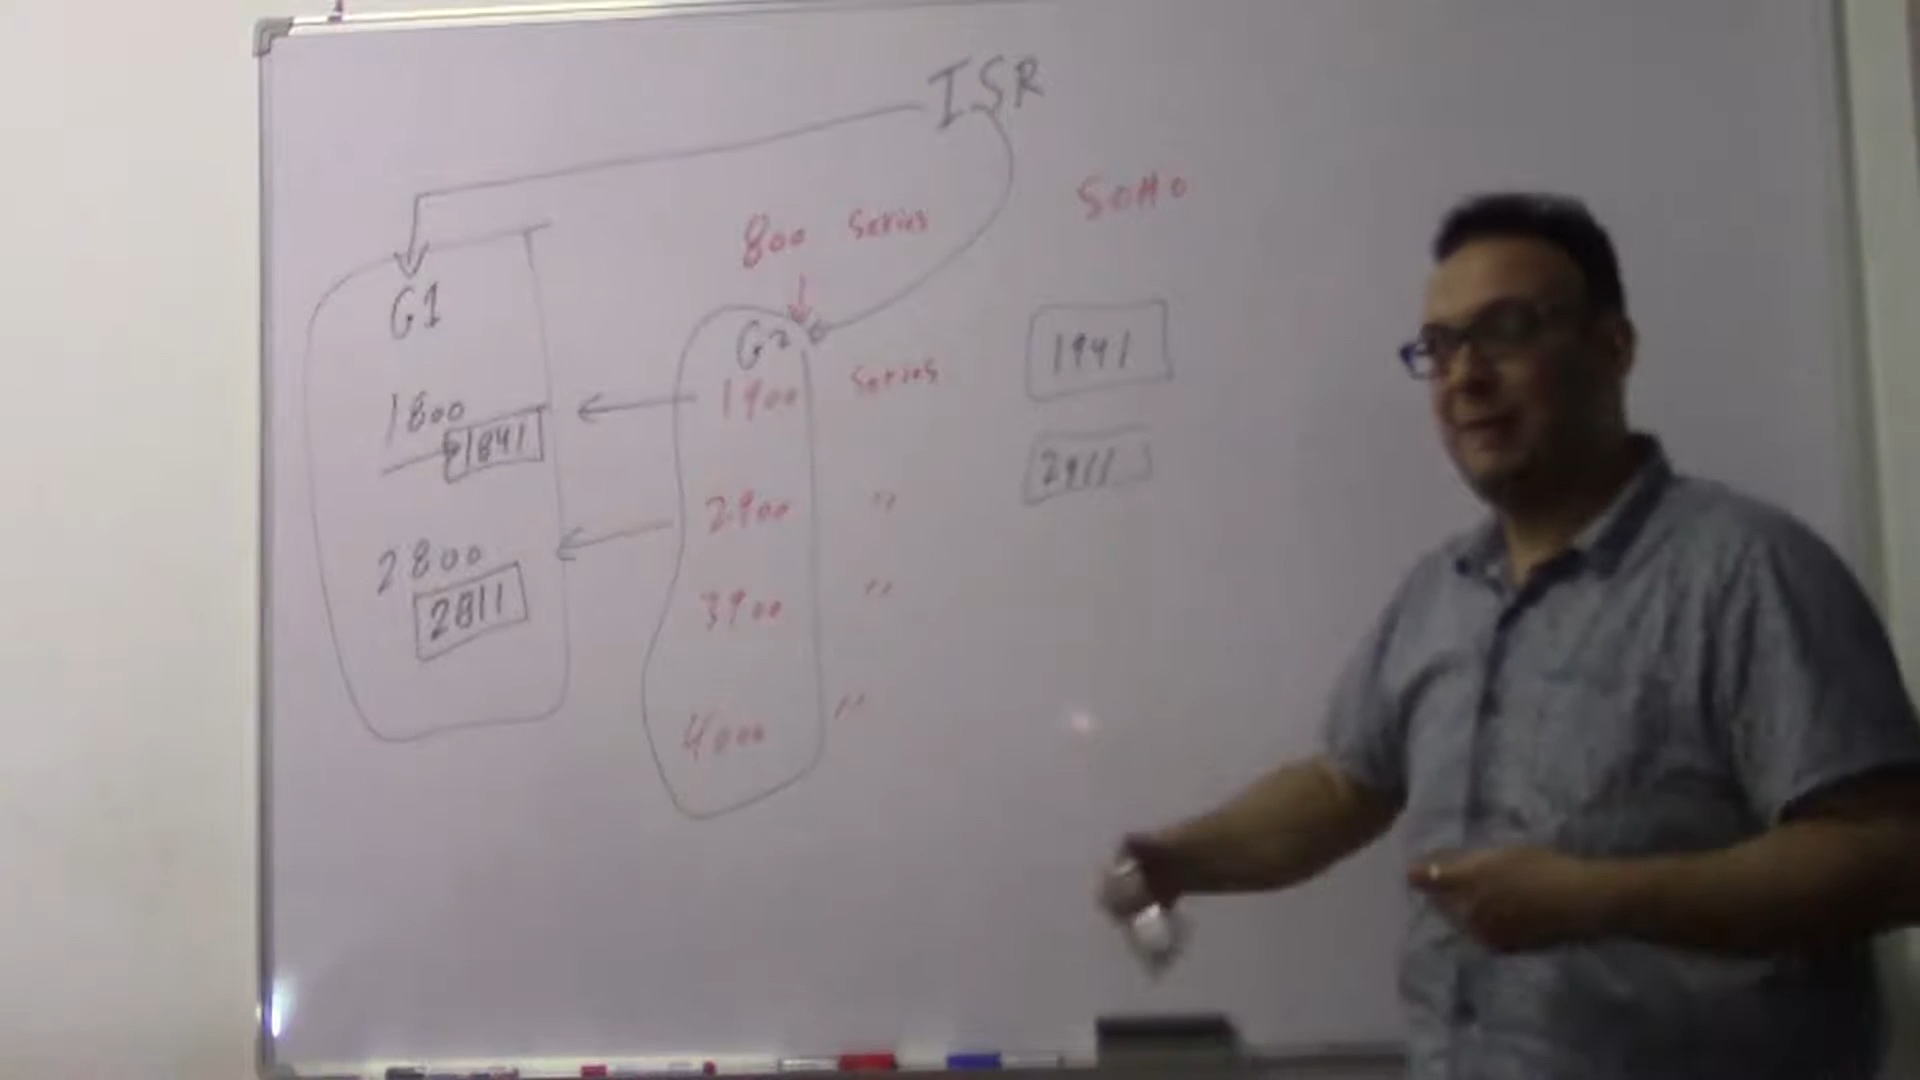 ISR
800 Series SOHO
G1
1800
1841
2800
2811
G2
1900 Series
2900 "
3900 "
4000 "
1941
2911